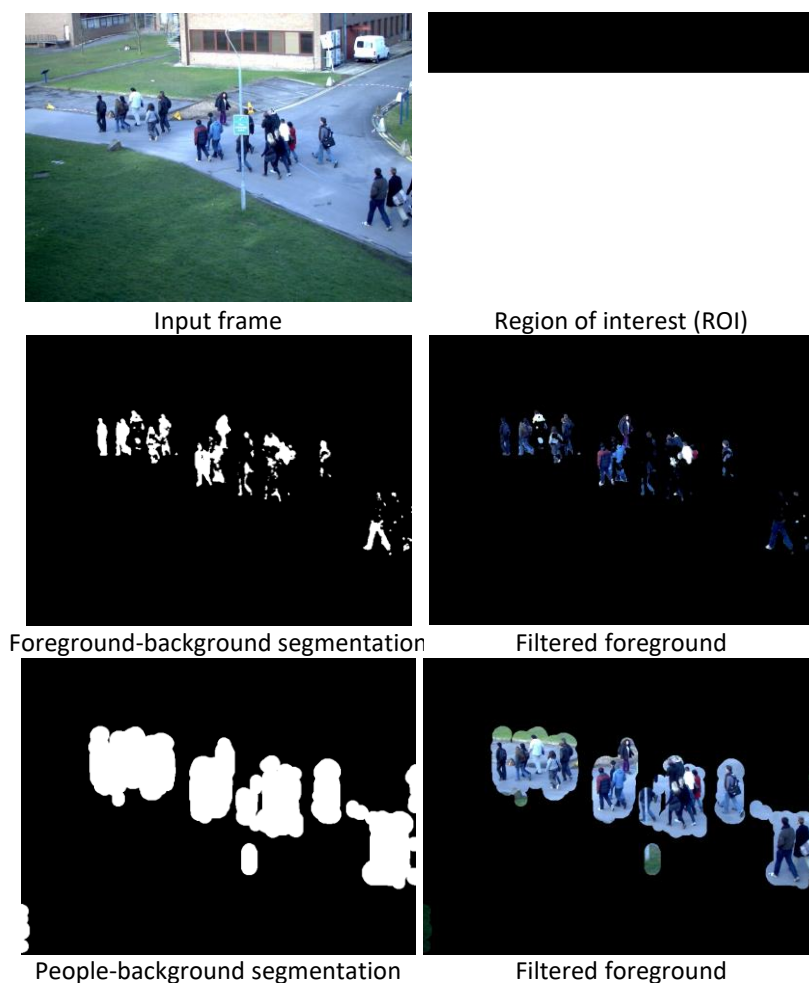 Input frame
Region of interest (ROI)
Foreground-background segmentation
Filtered foreground
People-background segmentation
Filtered foreground